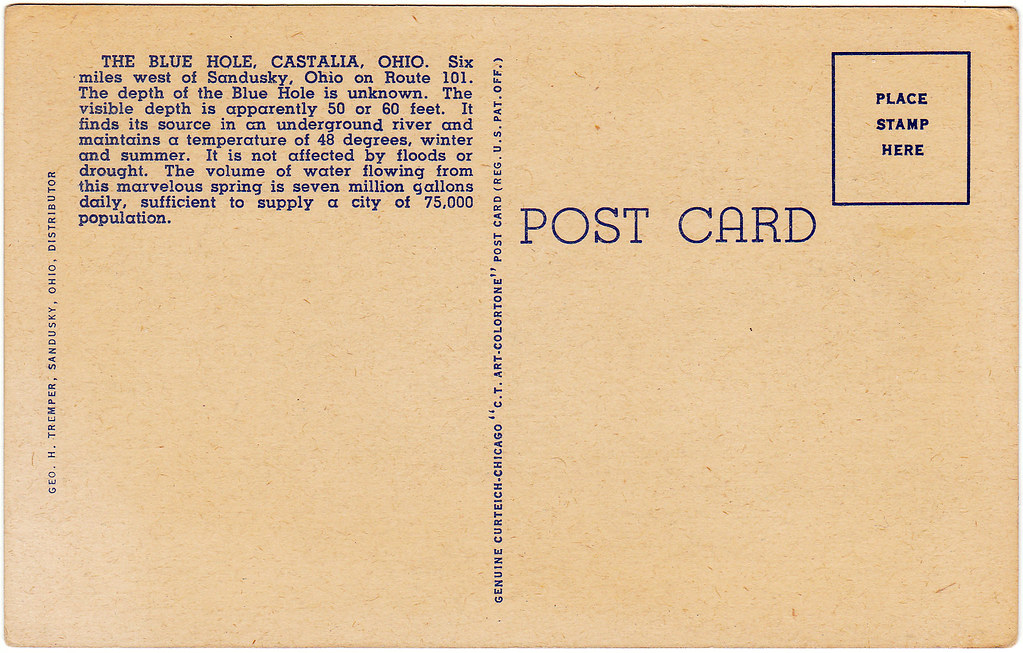 THE BLUE HOLE, CASTALIA, OHIO. Six
miles west of Sandusky, Ohio on Route 101.
The depth of the Blue Hole is unknown. The
visible depth is apparently 50 or 60 feet. It
finds its source in an underground river and
maintains a temperature of 48 degrees, winter
and summer. It is not affected by floods or
drought. The volume of water flowing from
this marvelous spring is seven million gallons
daily, sufficient to supply a city of 75,000
population.
GEO. H. TREMPER, SANDUSKY, OHIO, DISTRIBUTOR
GENUINE CURTEICH-CHICAGO "C.T. ART-COLORTONE" POST CARD (REG. U.S. PAT. OFF.)
POST CARD
PLACE
STAMP
HERE